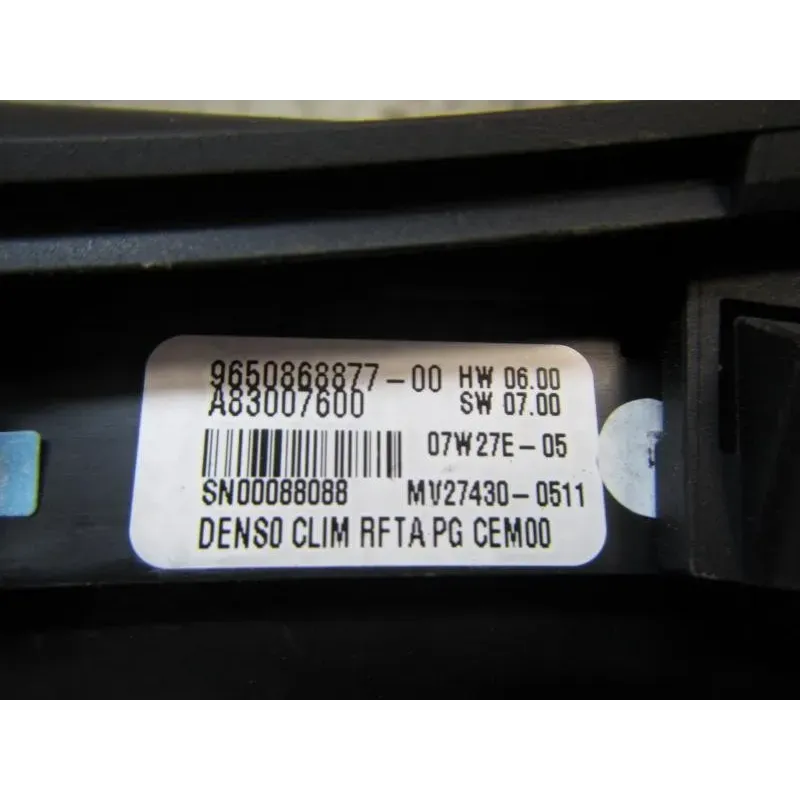 9650868877-00 HW 06.00
A83007600 SW 07.00
07W27E-05
SN00088088 MV27430-0511
DENSO CLIM RFTA PG CEM00